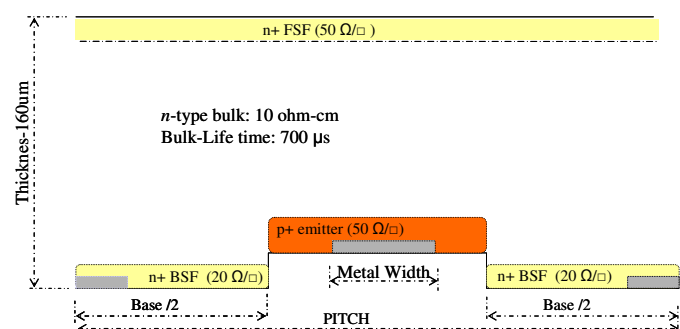 n+ FSF (50 Ω/□ )
Thicknes-160um
n-type bulk: 10 ohm-cm
Bulk-Life time: 700 µs
p+ emitter (50 Ω/□)
n+ BSF (20 Ω/□)
Metal Width
n+ BSF (20 Ω/□)
Base /2
Base /2
PITCH